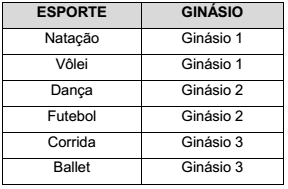 ESPORTE GINÁSIO
Natação Ginásio 1
Vôlei Ginásio 1
Dança Ginásio 2
Futebol Ginásio 2
Corrida Ginásio 3
Ballet Ginásio 3